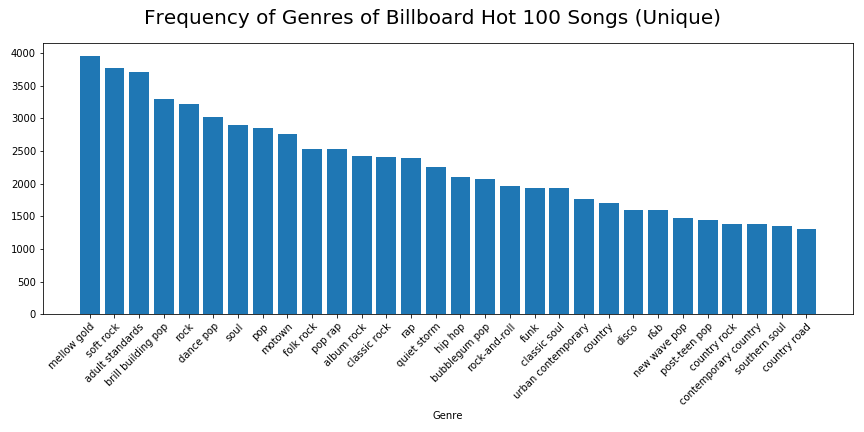 Frequency of Genres of Billboard Hot 100 Songs (Unique)
4000
3500
3000
2500
2000
1500
1000
500
0
mellow gold
soft rock
adult standards
brill building pop
rock
dance pop
soul
pop
motown
folk rock
pop rap
album rock
classic rock
rap
quiet storm
hip hop
bubblegum pop
rock-and-roll
funk
classic soul
urban contemporary
country
disco
r&b
new wave pop
post-teen pop
country rock
contemporary country
southern soul
country road
Genre